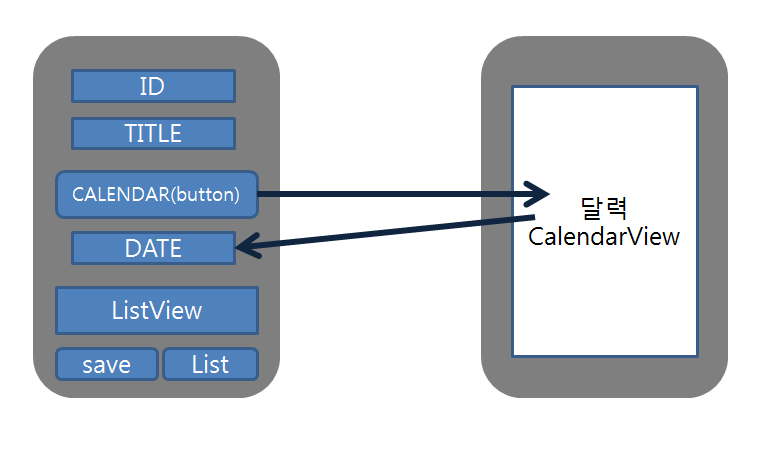 ID
TITLE
CALENDAR(button)
DATE
ListView
save
List
달력
CalendarView